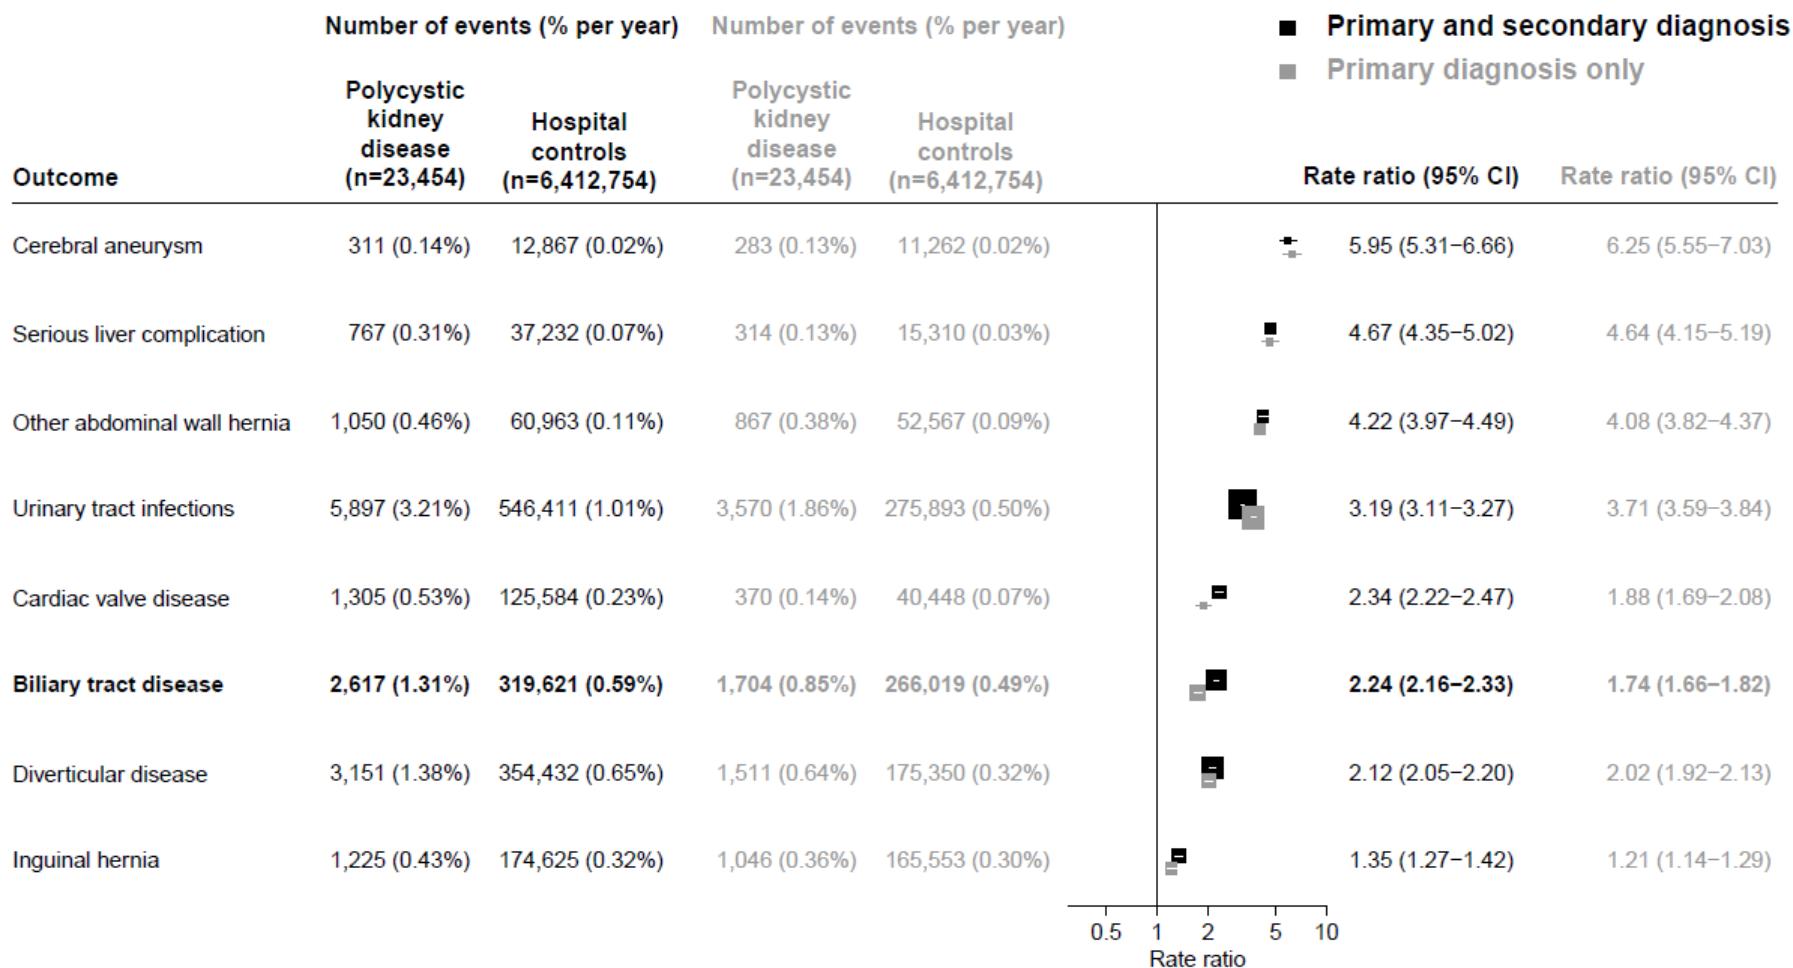 Number of events (% per year) Number of events (% per year) Primary and secondary diagnosis
Primary diagnosis only
Polycystic Polycystic
kidney Hospital kidney Hospital
disease controls disease controls
Outcome (n=23,454) (n=6,412,754) (n=23,454) (n=6,412,754) Rate ratio (95% CI) Rate ratio (95% CI)
Cerebral aneurysm 311 (0.14%) 12,867 (0.02%) 283 (0.13%) 11,262 (0.02%) 5.95 (5.31−6.66) 6.25 (5.55−7.03)
Serious liver complication 767 (0.31%) 37,232 (0.07%) 314 (0.13%) 15,310 (0.03%) 4.67 (4.35−5.02) 4.64 (4.15−5.19)
Other abdominal wall hernia 1,050 (0.46%) 60,963 (0.11%) 867 (0.38%) 52,567 (0.09%) 4.22 (3.97−4.49) 4.08 (3.82−4.37)
Urinary tract infections 5,897 (3.21%) 546,411 (1.01%) 3,570 (1.86%) 275,893 (0.50%) 3.19 (3.11−3.27) 3.71 (3.59−3.84)
Cardiac valve disease 1,305 (0.53%) 125,584 (0.23%) 370 (0.14%) 40,448 (0.07%) 2.34 (2.22−2.47) 1.88 (1.69−2.08)
Biliary tract disease 2,617 (1.31%) 319,621 (0.59%) 1,704 (0.85%) 266,019 (0.49%) 2.24 (2.16−2.33) 1.74 (1.66−1.82)
Diverticular disease 3,151 (1.38%) 354,432 (0.65%) 1,511 (0.64%) 175,350 (0.32%) 2.12 (2.05−2.20) 2.02 (1.92−2.13)
Inguinal hernia 1,225 (0.43%) 174,625 (0.32%) 1,046 (0.36%) 165,553 (0.30%) 1.35 (1.27−1.42) 1.21 (1.14−1.29)
0.5 1 2 5 10
Rate ratio